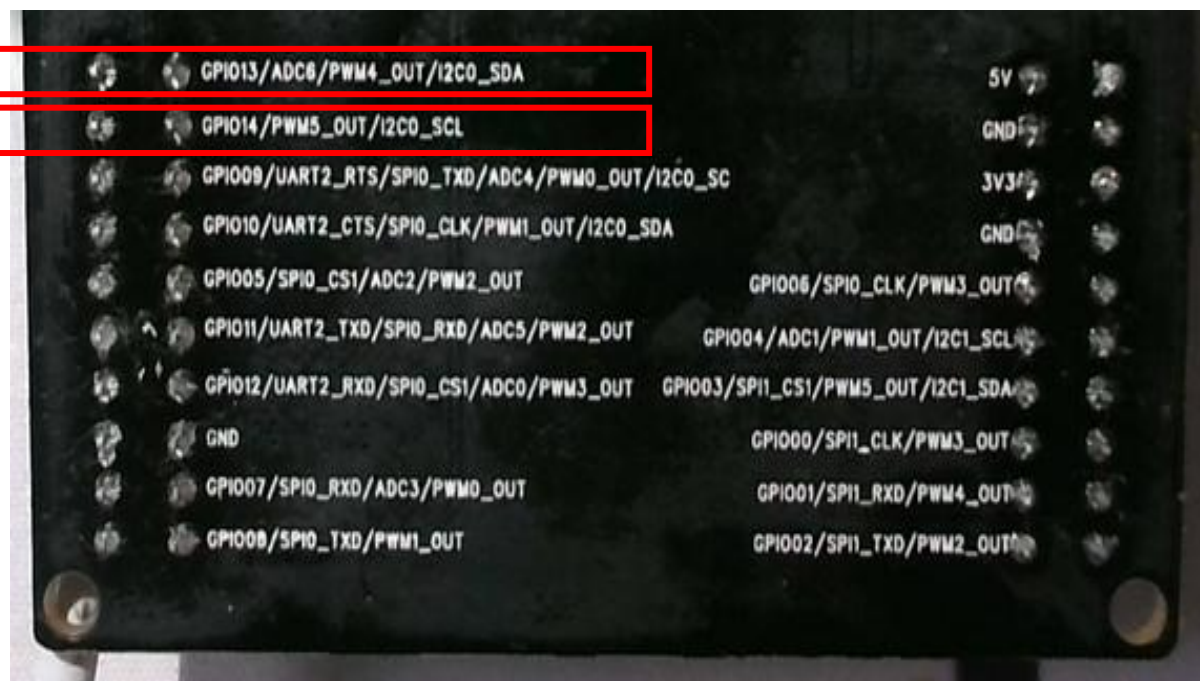 GPIO13/ADC6/PWM4_OUT/I2C0_SDA
GPIO14/PWM5_OUT/I2C0_SCL
GPIO09/UART2_RTS/SPI0_TXD/ADC4/PWM0_OUT/I2C0_SC
GPIO10/UART2_CTS/SPI0_CLK/PWM1_OUT/I2C0_SDA
GPIO05/SPI0_CS1/ADC2/PWM2_OUT
GPIO11/UART2_TXD/SPI0_RXD/ADC5/PWM2_OUT
GPIO12/UART2_RXD/SPI0_CS1/ADC0/PWM3_OUT
GND
GPIO07/SPI0_RXD/ADC3/PWM0_OUT
GPIO08/SPI0_TXD/PWM1_OUT
5V
GND
3V3
GND
GPIO06/SPI0_CLK/PWM3_OUT
GPIO04/ADC1/PWM1_OUT/I2C1_SCL
GPIO03/SPI1_CS1/PWM5_OUT/I2C1_SDA
GPIO00/SPI1_CLK/PWM3_OUT
GPIO01/SPI1_RXD/PWM4_OUT
GPIO02/SPI1_TXD/PWM2_OUT